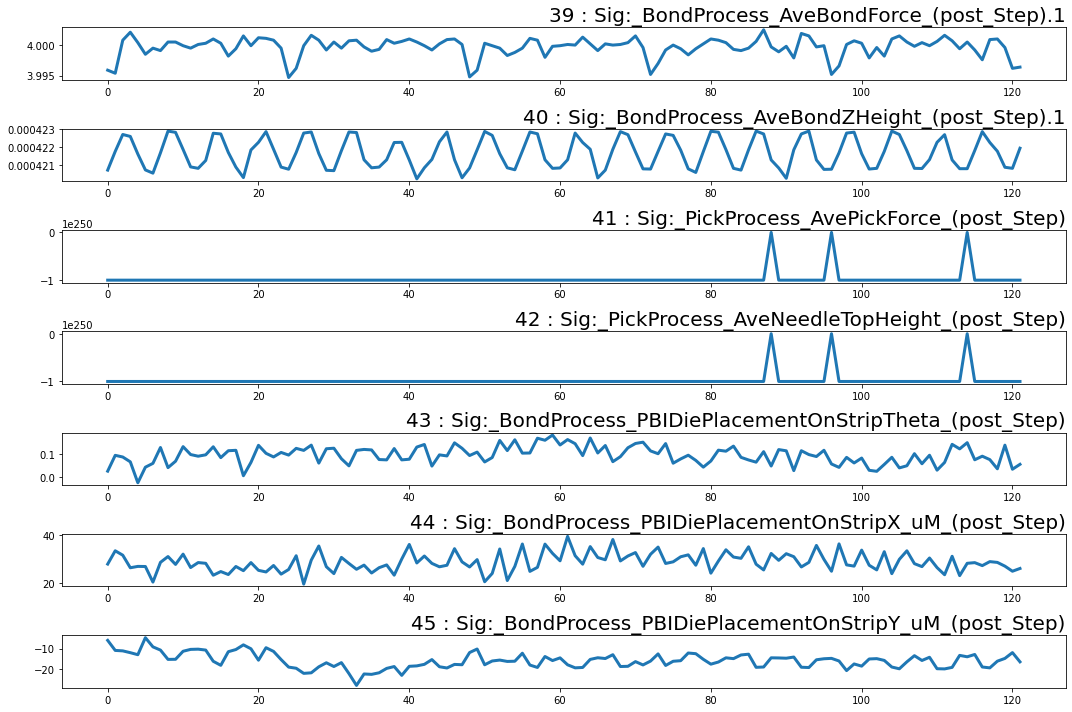 39 : Sig:_BondProcess_AveBondForce_(post_Step).1
4.000
3.995
0 20 40 60 80 100 120
40 : Sig:_BondProcess_AveBondZHeight_(post_Step).1
0.000423
0.000422
0.000421
0 20 40 60 80 100 120
41 : Sig:_PickProcess_AvePickForce_(post_Step)
1e250
0
−1
0 20 40 60 80 100 120
42 : Sig:_PickProcess_AveNeedleTopHeight_(post_Step)
1e250
0
−1
0 20 40 60 80 100 120
43 : Sig:_BondProcess_PBIDiePlacementOnStripTheta_(post_Step)
0.1
0.0
0 20 40 60 80 100 120
44 : Sig:_BondProcess_PBIDiePlacementOnStripX_uM_(post_Step)
40
20
0 20 40 60 80 100 120
45 : Sig:_BondProcess_PBIDiePlacementOnStripY_uM_(post_Step)
−10
−20
0 20 40 60 80 100 120